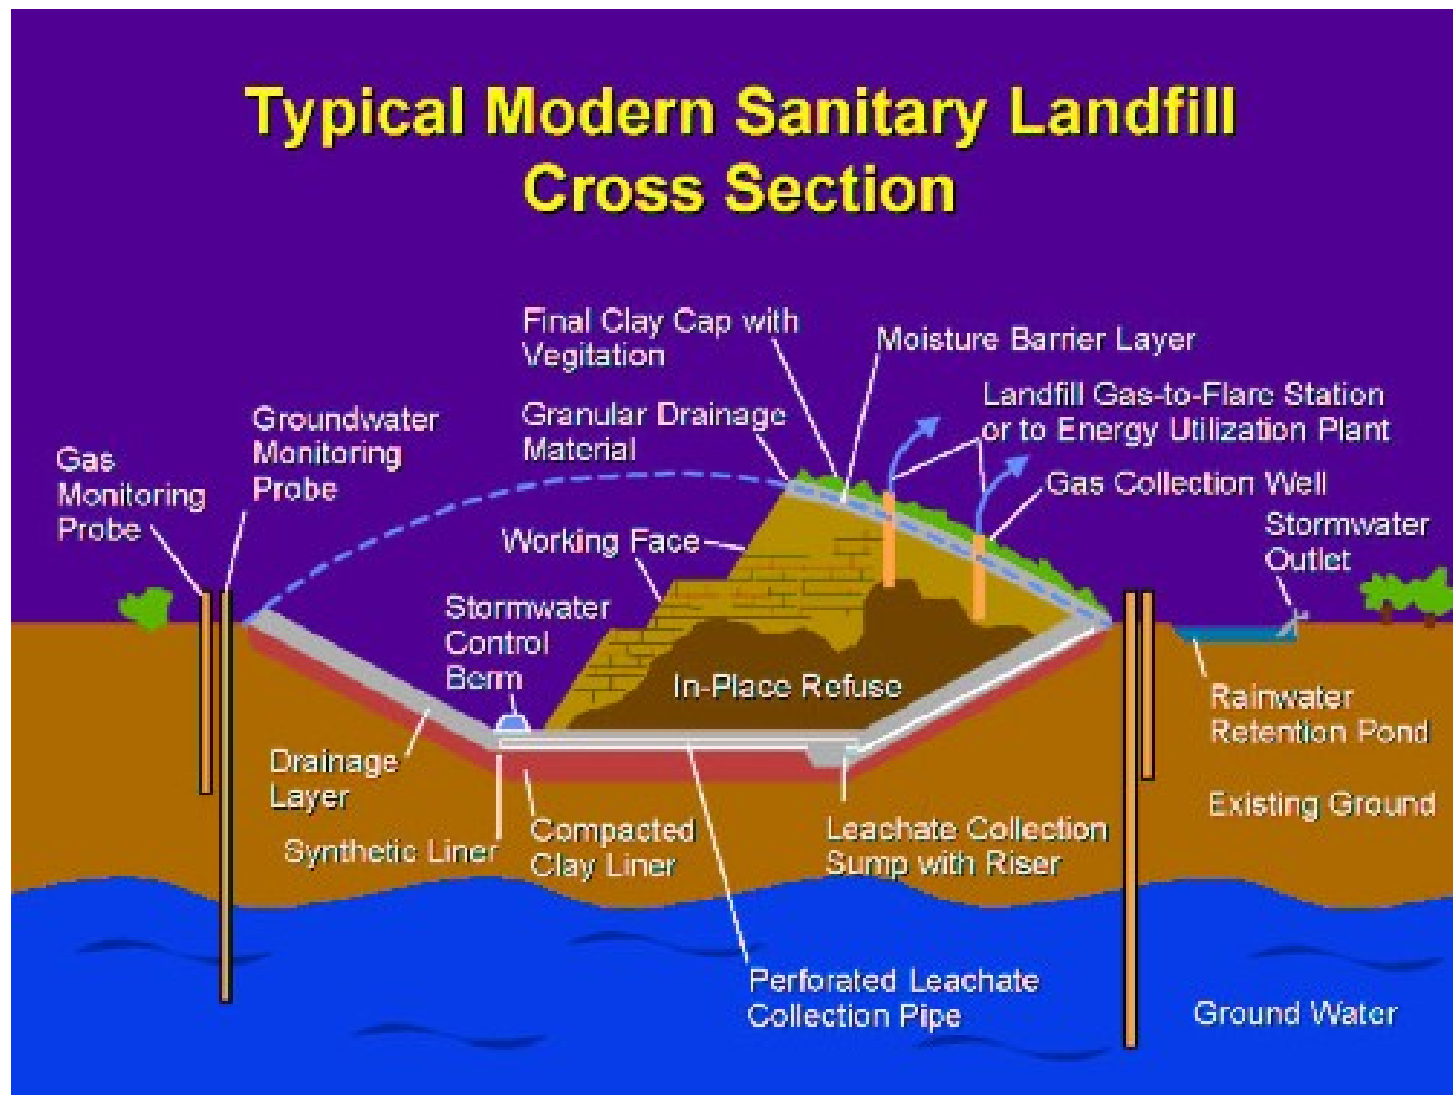 Typical Modern Sanitary Landfill
Cross Section
Final Clay Cap with
Vegitation
Moisture Barrier Layer
Landfill Gas-to-Flare Station
or to Energy Utilization Plant
Granular Drainage
Material
Groundwater
Monitoring
Probe
Gas
Monitoring
Probe
Gas Collection Well
Stormwater
Outlet
Working Face
Stormwater
Control
Berm
In-Place Refuse
Rainwater
Retention Pond
Drainage
Layer
Existing Ground
Synthetic Liner
Compacted
Clay Liner
Leachate Collection
Sump with Riser
Perforated Leachate
Collection Pipe
Ground Water